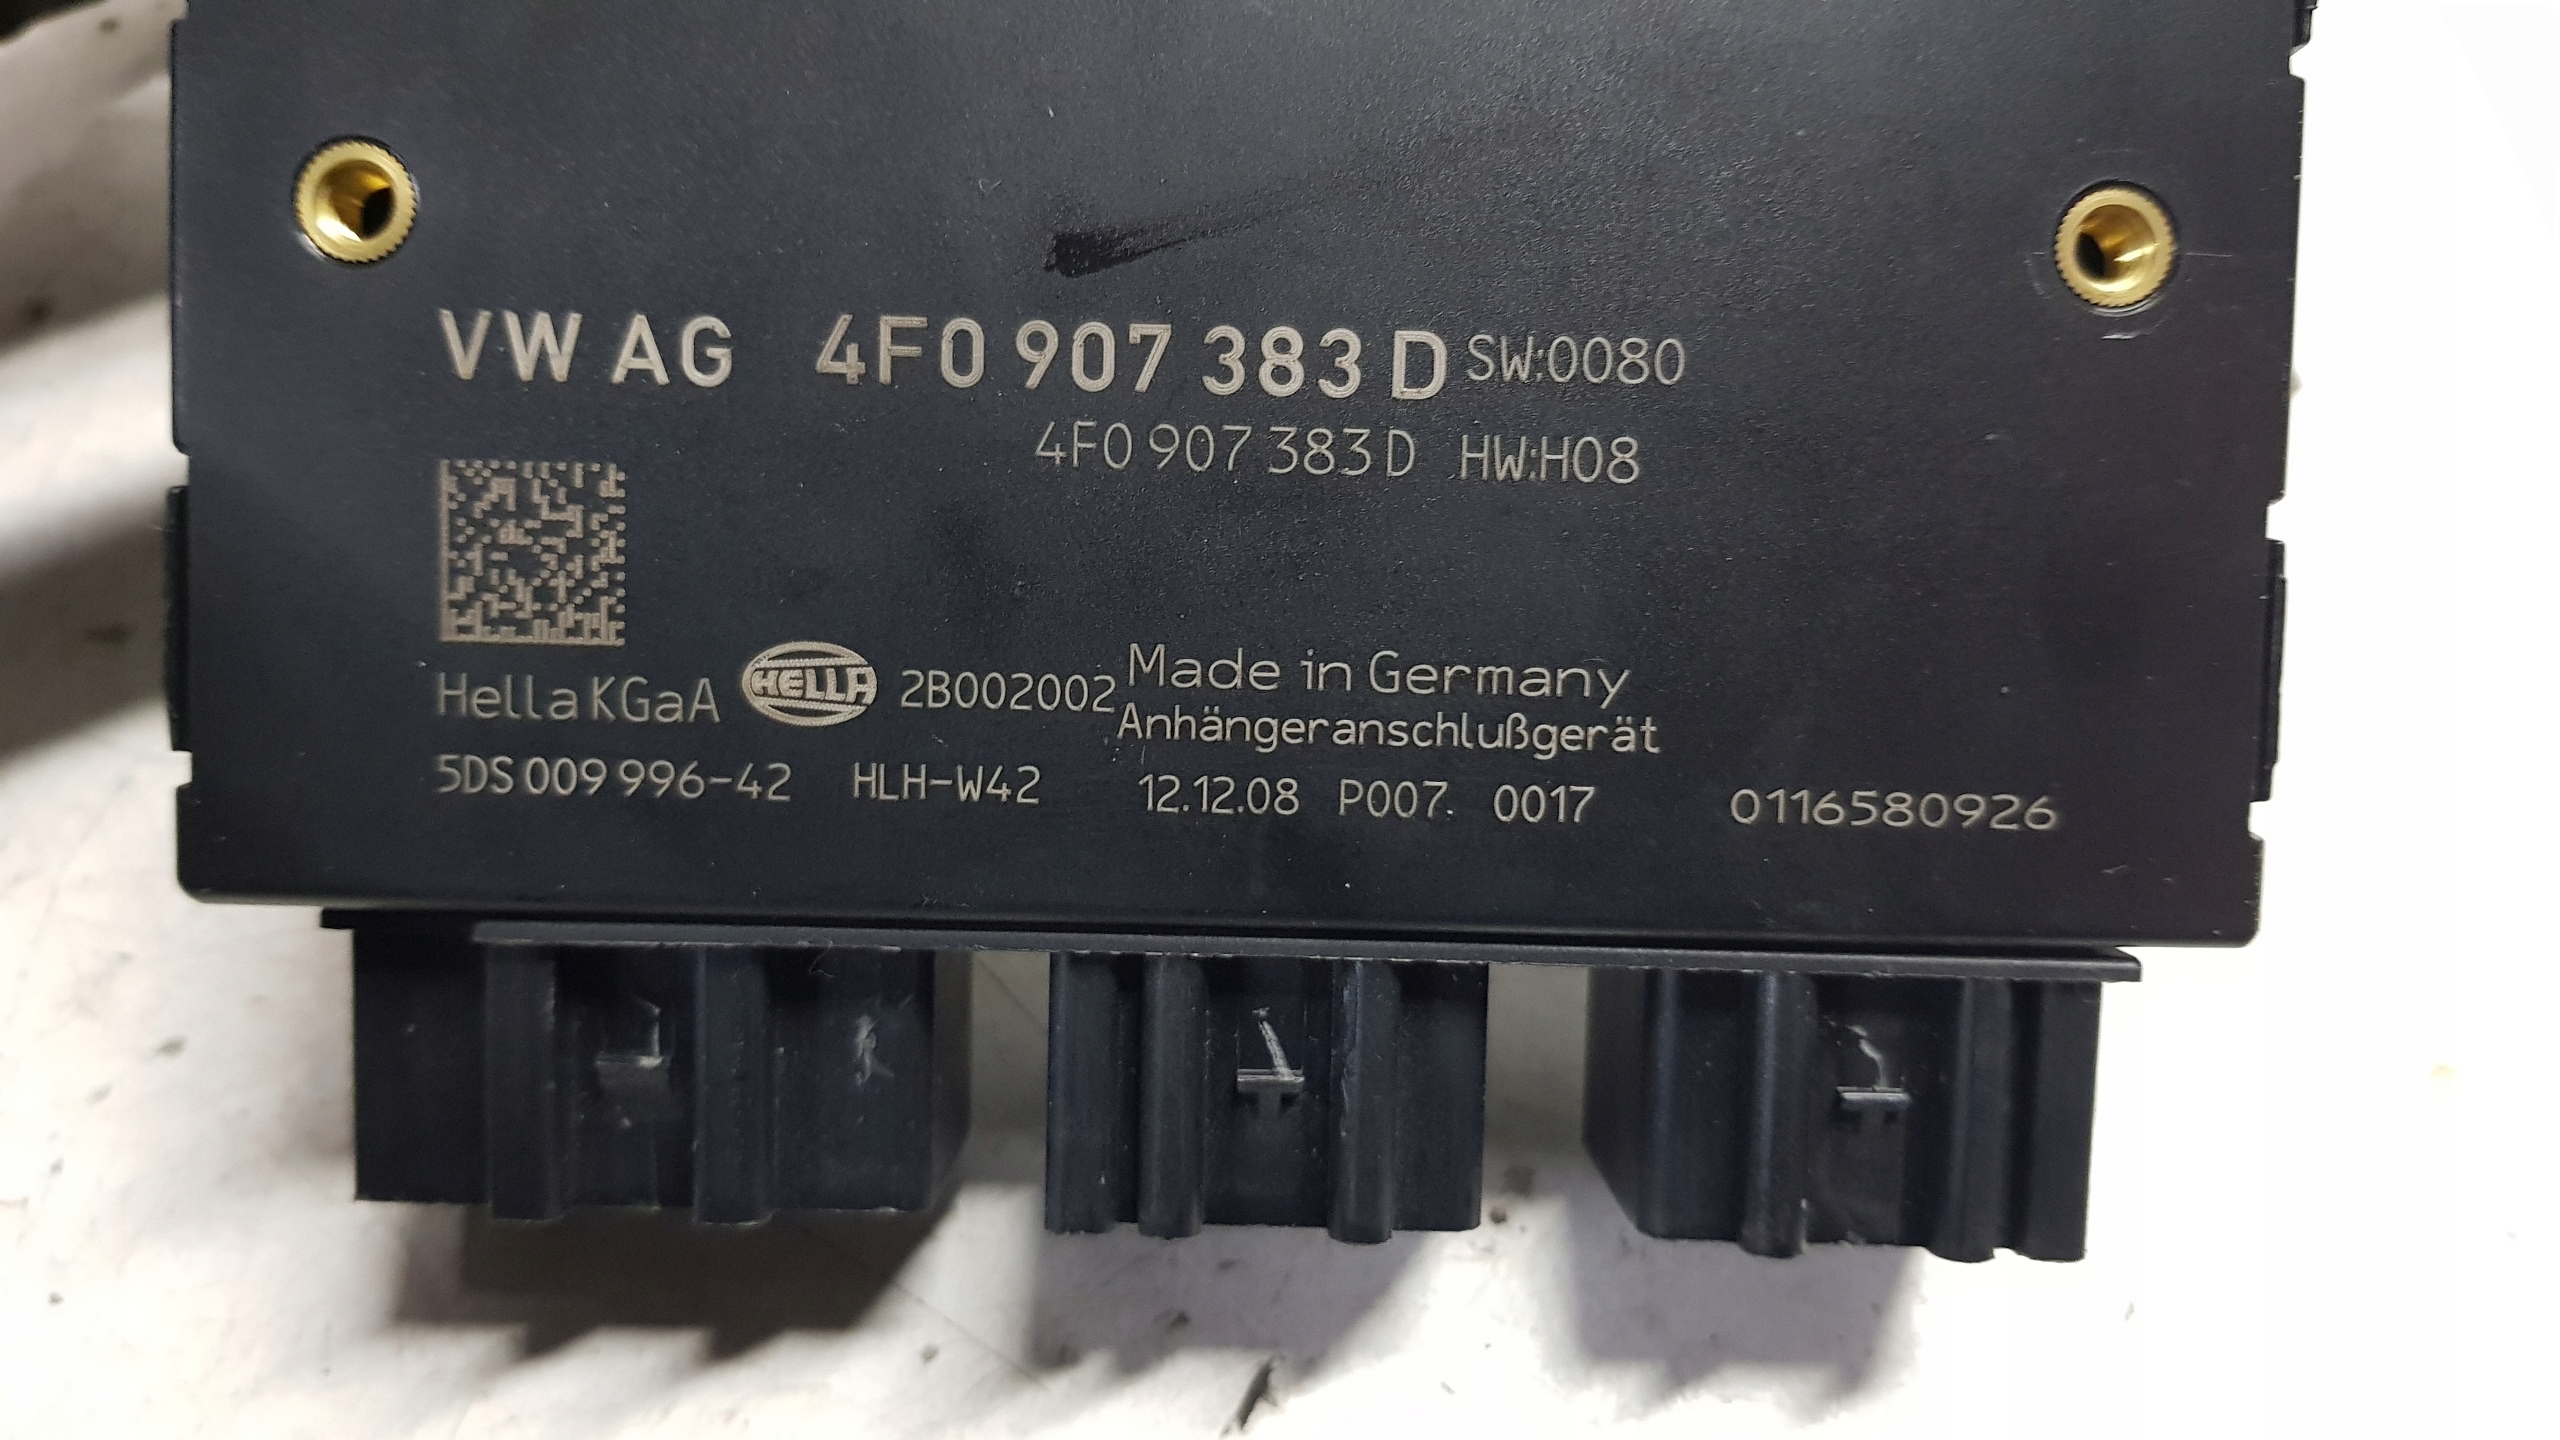 VW AG 4F0 907 383 D SW:0080
4F0 907 383 D HW:H08
Hella KGaA HELLA 2B002002 Made in Germany
Anhängeranschlußgerät
5DS 009 996-42 HLH-W42 12.12.08 P007. 0017 0116580926